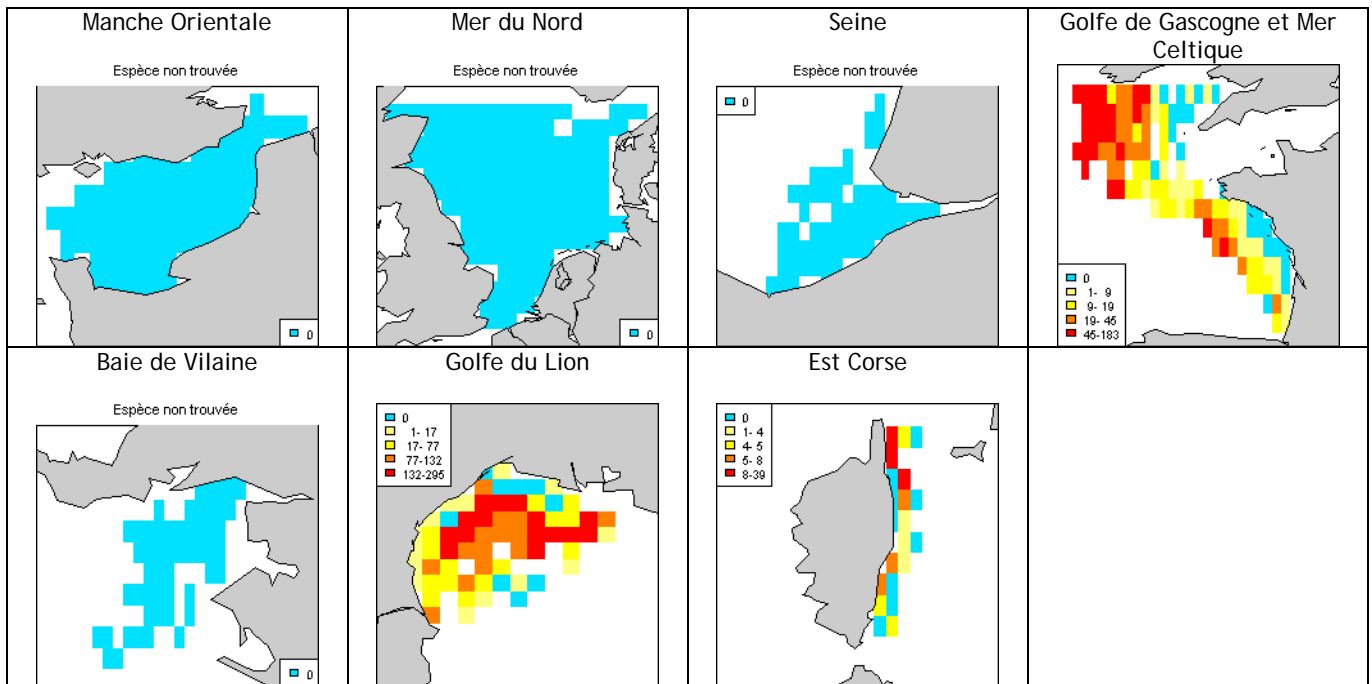 Manche Orientale
Espèce non trouvée
0
Mer du Nord
Espèce non trouvée
0
Seine
Espèce non trouvée
0
Golfe de Gascogne et Mer
Celtique
0
1- 9
9- 19
19- 45
45-183
Baie de Vilaine
Espèce non trouvée
0
Golfe du Lion
0
1- 17
17- 77
77-132
132-295
Est Corse
0
1- 4
4- 5
5- 8
8-39